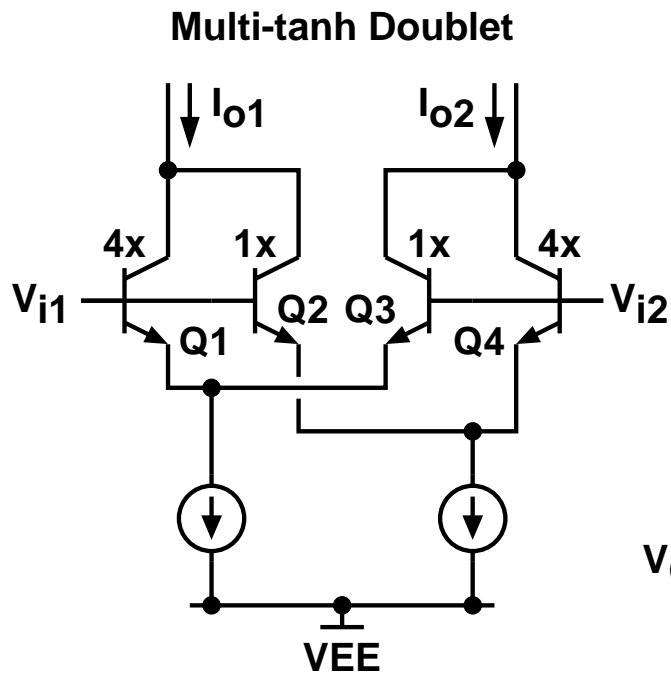 Multi-tanh Doublet
Io1 Io2
4x 1x 1x 4x
Vi1 Q2 Q3 Vi2
Q1 Q4
VEE